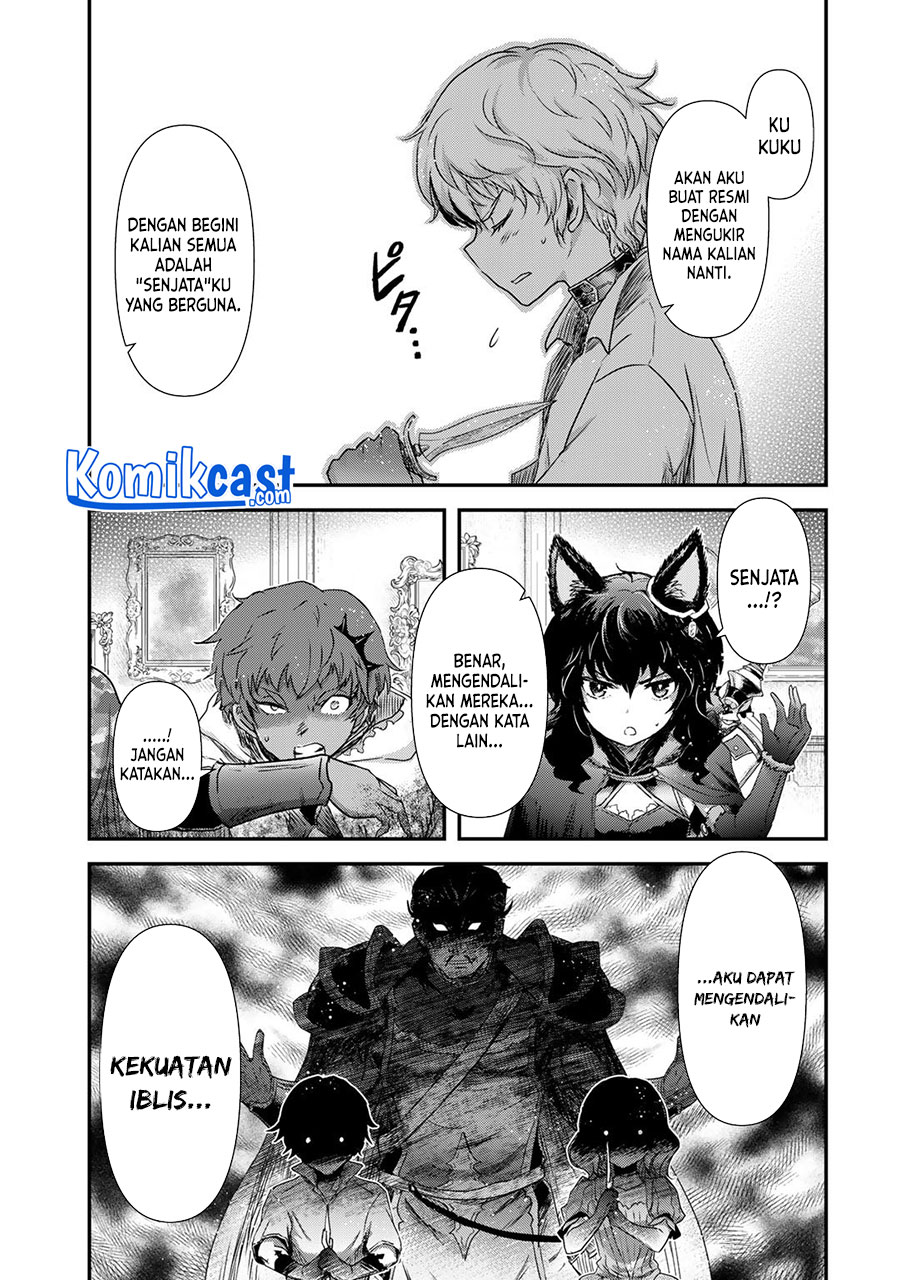 KU
KUKU
AKAN AKU
BUAT RESMI
DENGAN
MENGUKIR
NAMA KALIAN
NANTI.
ピタ…
DENGAN BEGINI
KALIAN SEMUA
ADALAH
"SENJATA"KU
YANG BERGUNA.
Komikcast
.com
SENJATA
....!?
BENAR,
MENGENDALI-
KAN MEREKA...
DENGAN KATA
LAIN...
.....!
JANGAN
KATAKAN...
...AKU DAPAT
MENGENDALI-
KAN
KEKUATAN
IBLIS...